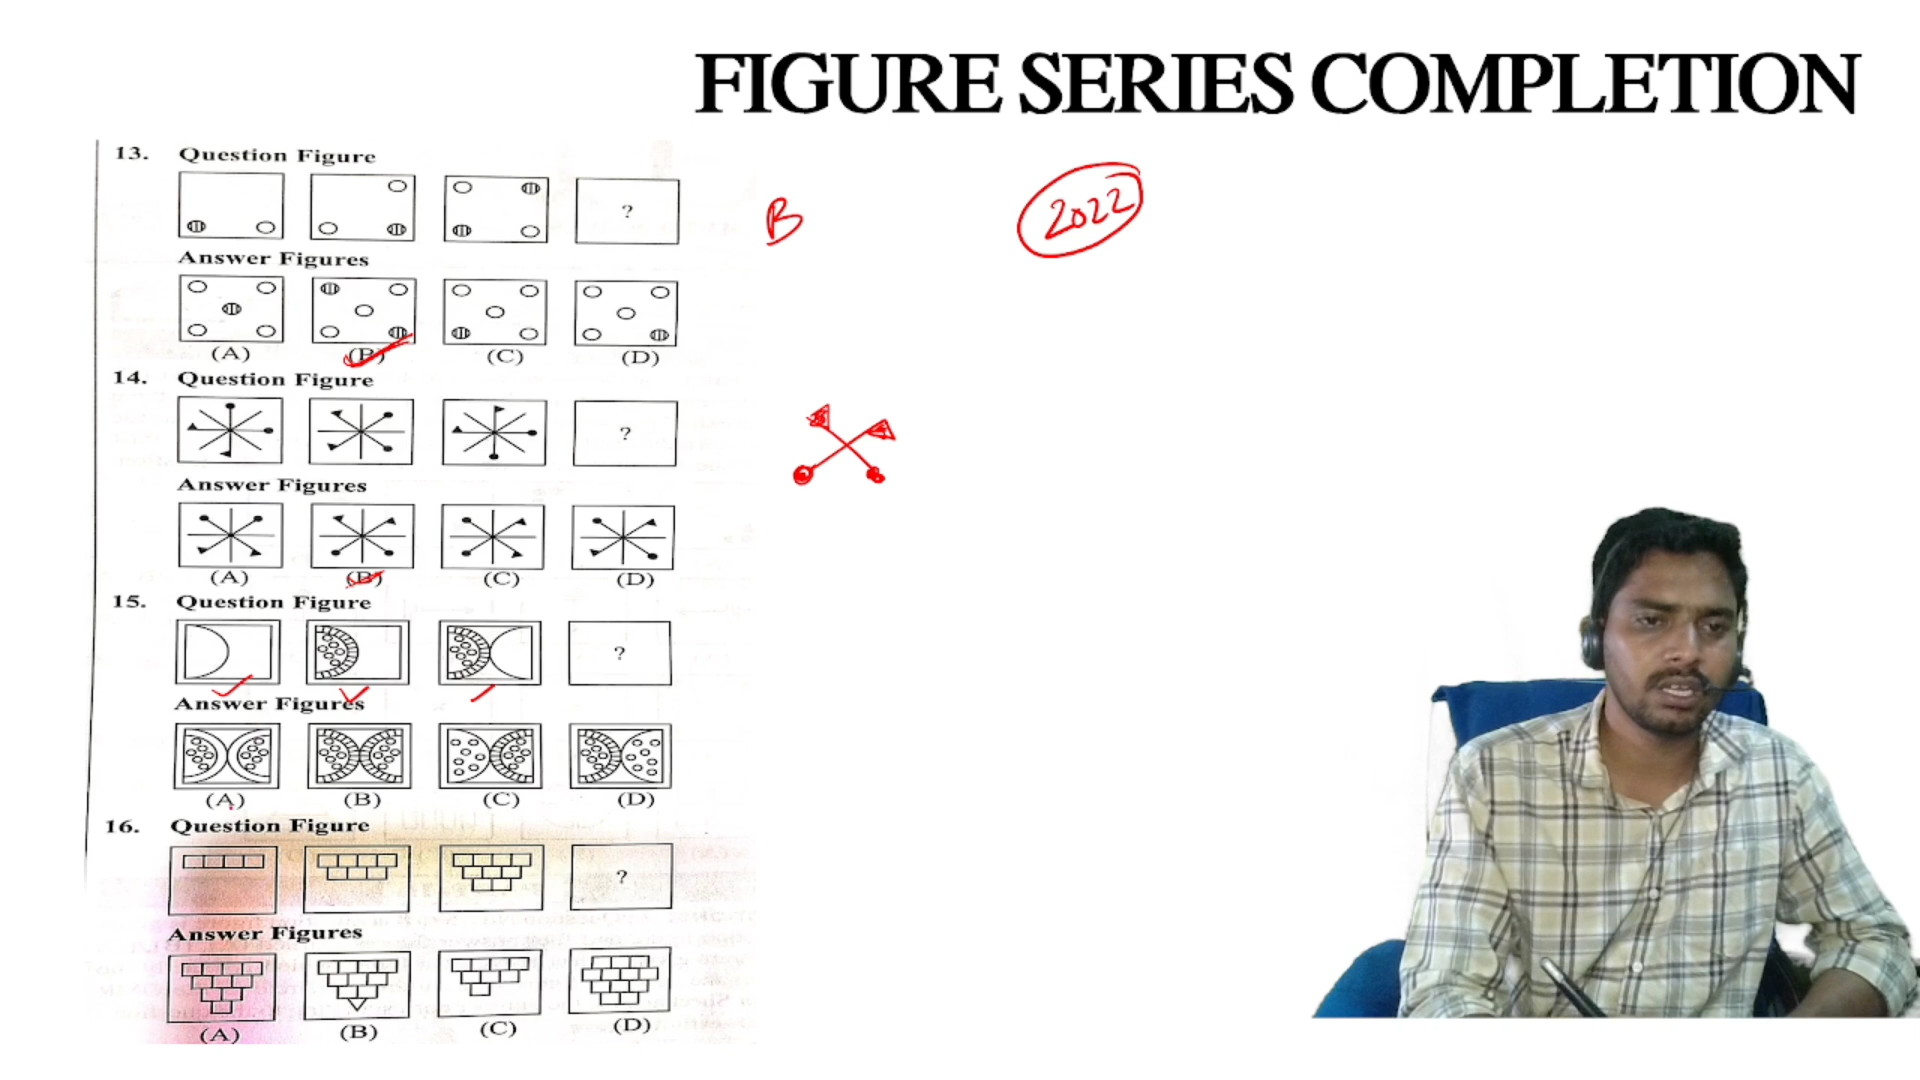 FIGURE SERIES COMPLETION
13. Question Figure
?
B
2022
Answer Figures
(A) (B) (C) (D)
14. Question Figure
?
Answer Figures
(A) (B) (C) (D)
15. Question Figure
?
Answer Figures
(A) (B) (C) (D)
16. Question Figure
?
Answer Figures
(A) (B) (C) (D)